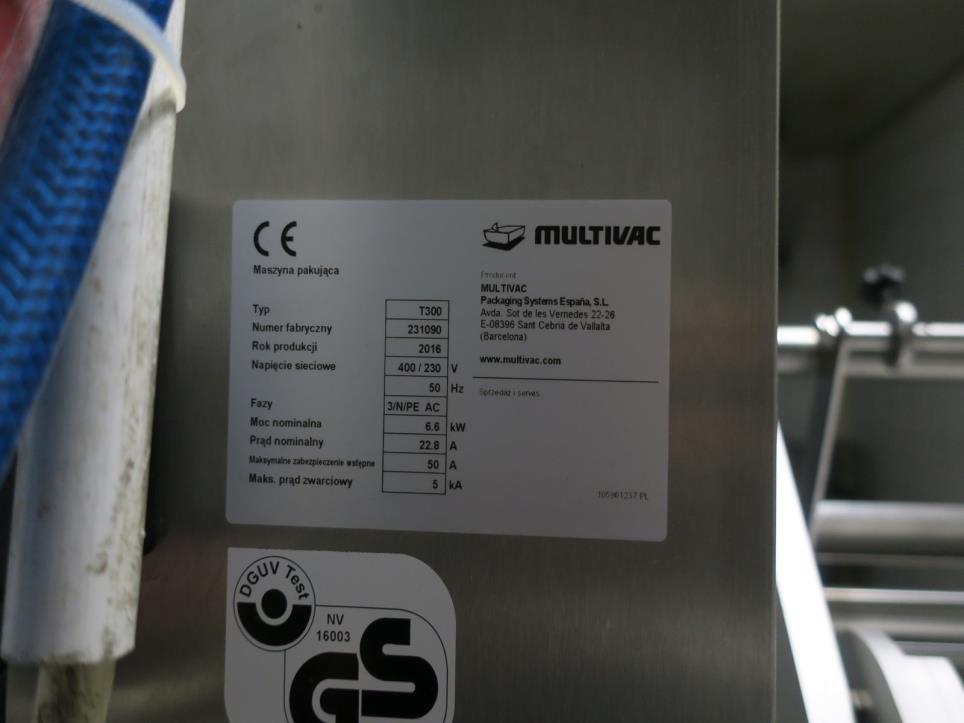 CE
Maszyna pakująca
Typ T300
Numer fabryczny 231090
Rok produkcji 2016
Napięcie sieciowe 400 / 230 V
50 Hz
Fazy 3/N/PE AC
Moc nominalna 6.6 kW
Prąd nominalny 22.8 A
Maksymalne zabezpieczenie wstępne 50 A
Maks. prąd zwarciowy 5 kA
MULTIVAC
Producent
MULTIVAC
Packaging Systems España, S.L.
Avda. Sot de les Vernedes 22-26
E-08396 Sant Cebrià de Vallalta
(Barcelona)
www.multivac.com
Sprzedaż i serwis
DGUV Test
NV
16003
GS